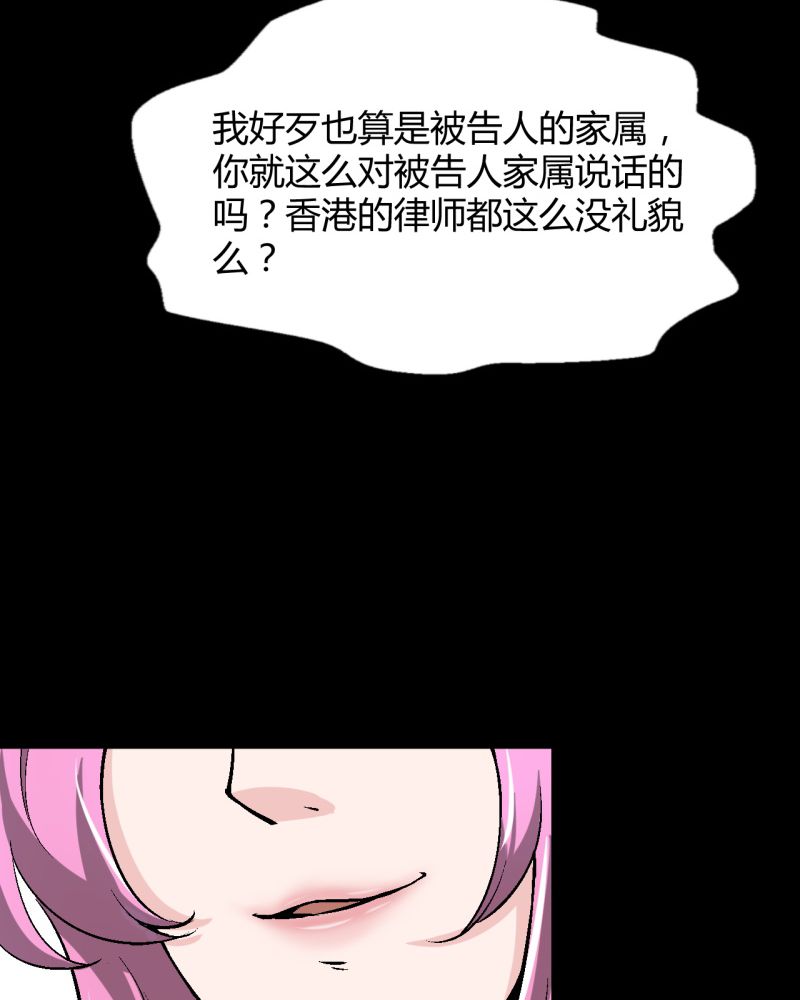 我好歹也算是被告人的家属，
你就这么对被告人家属说话的
吗？香港的律师都这么没礼貌
么？